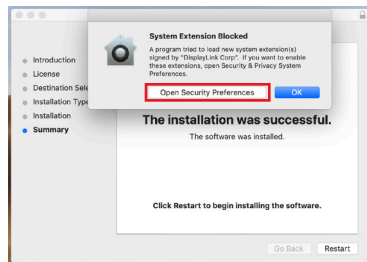 System Extension Blocked
A program tried to load new system extension(s)
signed by "DisplayLink Corp". If you want to enable
these extensions, open Security & Privacy System
Preferences.
Open Security Preferences
OK
Introduction
License
Destination Sele
Installation Type
Installation
Summary
The installation was successful.
The software was installed.
Click Restart to begin installing the software.
Go Back
Restart